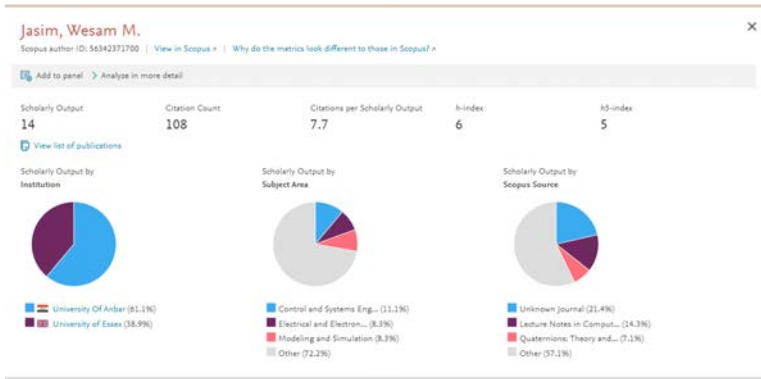 Jasim, Wesam M.
Scopus author ID: 56342371700 | View in Scopus | Why do the metrics look different to those in Scopus?
Add to panel > Analyze in more detail
Scholarly Output
14
View list of publications
Citation Count
108
Citations per Scholarly Output
7.7
h-index
6
h5-index
5
Scholarly Output by
Institution
University Of Anbar (61.1%)
University of Essex (38.9%)
Scholarly Output by
Subject Area
Control and Systems Eng... (11.1%)
Electrical and Electron... (8.3%)
Modeling and Simulation (8.3%)
Other (72.2%)
Scholarly Output by
Scopus Source
Unknown Journal (21.4%)
Lecture Notes in Comput... (14.3%)
Quaternions: Theory and... (7.1%)
Other (57.1%)